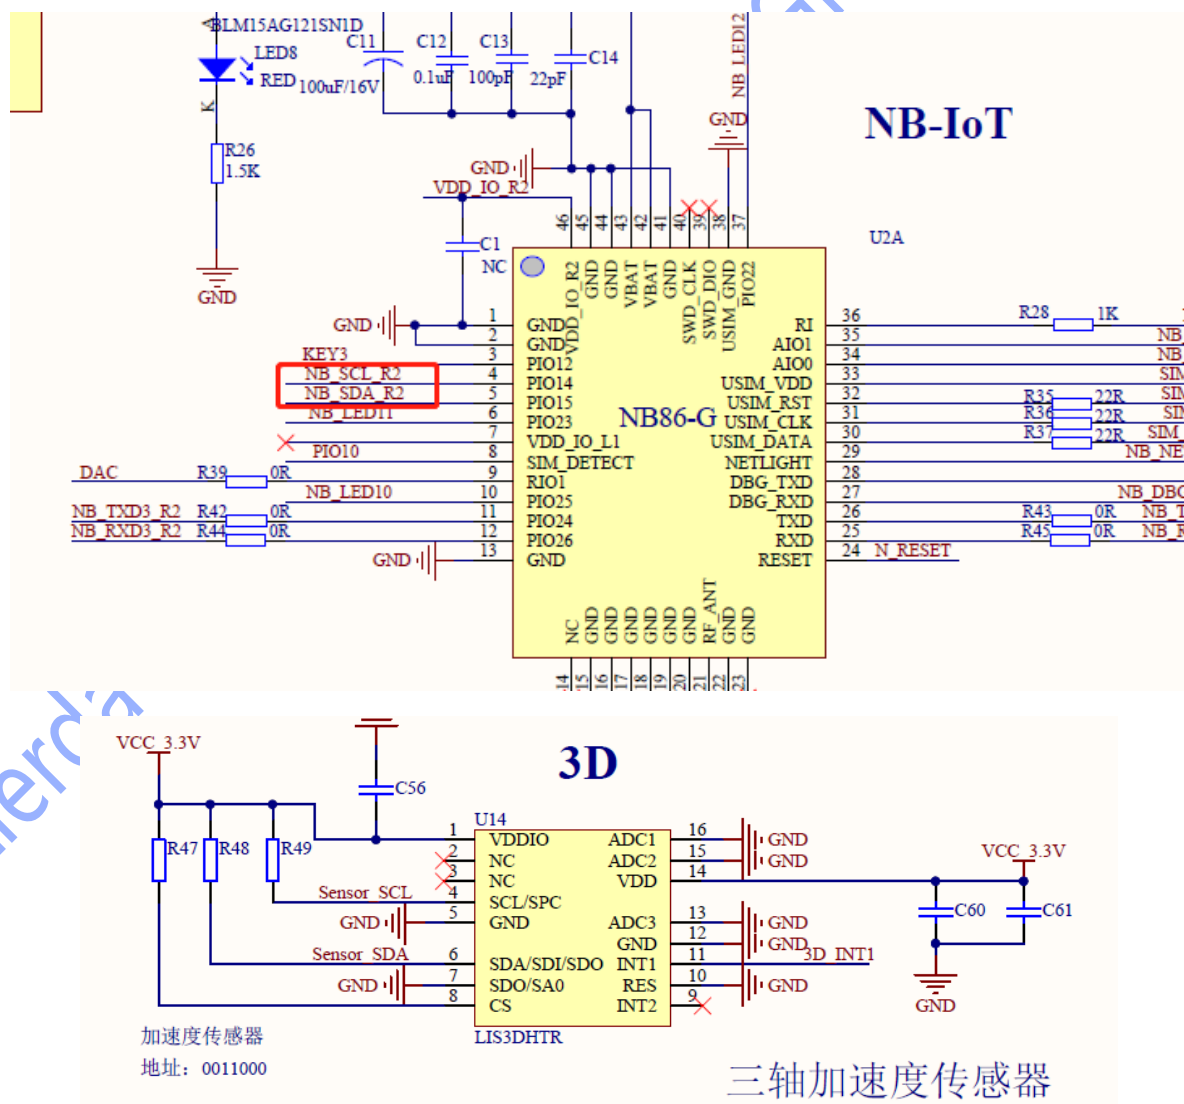 BLM15AG121SN1D
A
LED8
RED
K
R26
1.5K
GND
C11
100uF/16V
C12
0.1uF
C13
100pF
C14
22pF
NB_LED12
GND
NB-IoT
GND
VDD_IO_R2
C1
NC
U2A
46 45 44 43 42 41 40 39 38 37
VDD_IO_R2
GND
GND
VBAT
VBAT
GND
SWD_CLK
SWD_DIO
USIM_GND
PIO22
NB86-G
GND 1 GND
2 GND
KEY3 3 PIO12
NB_SCL_R2 4 PIO14
NB_SDA_R2 5 PIO15
NB_LED11 6 PIO23
7 VDD_IO_L1
PIO10 8 SIM_DETECT
DAC R39 0R 9 RIO1
NB_LED10 10 PIO25
NB_TXD3_R2 R42 0R 11 PIO24
NB_RXD3_R2 R44 0R 12 PIO26
GND 13 GND
RI 36 R28 1K
AIO1 35 NB_
AIO0 34 NB_
USIM_VDD 33 SIM
USIM_RST 32 R35 22R SIM
USIM_CLK 31 R36 22R SIM
USIM_DATA 30 R37 22R SIM_
NETLIGHT 29 NB_NE
DBG_TXD 28
DBG_RXD 27 NB_DBG
TXD 26 R43 0R NB_T
RXD 25 R45 0R NB_R
RESET 24 N_RESET
NC
GND
GND
GND
GND
GND
GND
RF_ANT
GND
GND
14 15 16 17 18 19 20 21 22 23
VCC_3.3V
C56
3D
U14
R47
R48
R49
1 VDDIO
2 NC
3 NC
Sensor_SCL 4 SCL/SPC
GND 5 GND
Sensor_SDA 6 SDA/SDI/SDO
GND 7 SDO/SA0
8 CS
ADC1 16 GND
ADC2 15 GND
VDD 14
ADC3 13 GND
GND 12 GND
INT1 11 3D_INT1
RES 10 GND
INT2 9
LIS3DHTR
VCC_3.3V
C60
C61
GND
加速度传感器
地址：0011000
三轴加速度传感器